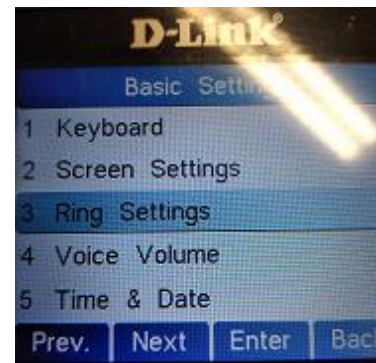 D-Link
Basic
1 Keyboard
2 Screen Settings
3 Ring Settings
4 Voice Volume
5 Time & Date
Prev. Next Enter Back